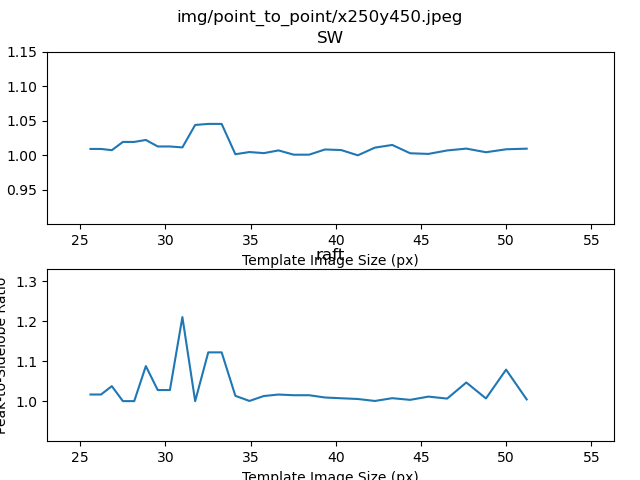 img/point_to_point/x250y450.jpeg
SW
1.15
1.10
1.05
1.00
0.95
25 30 35 40 45 50 55
Template Image Size (px)
raft
Peak-to-Sidelobe Ratio
1.3
1.2
1.1
1.0
25 30 35 40 45 50 55
Template Image Size (px)